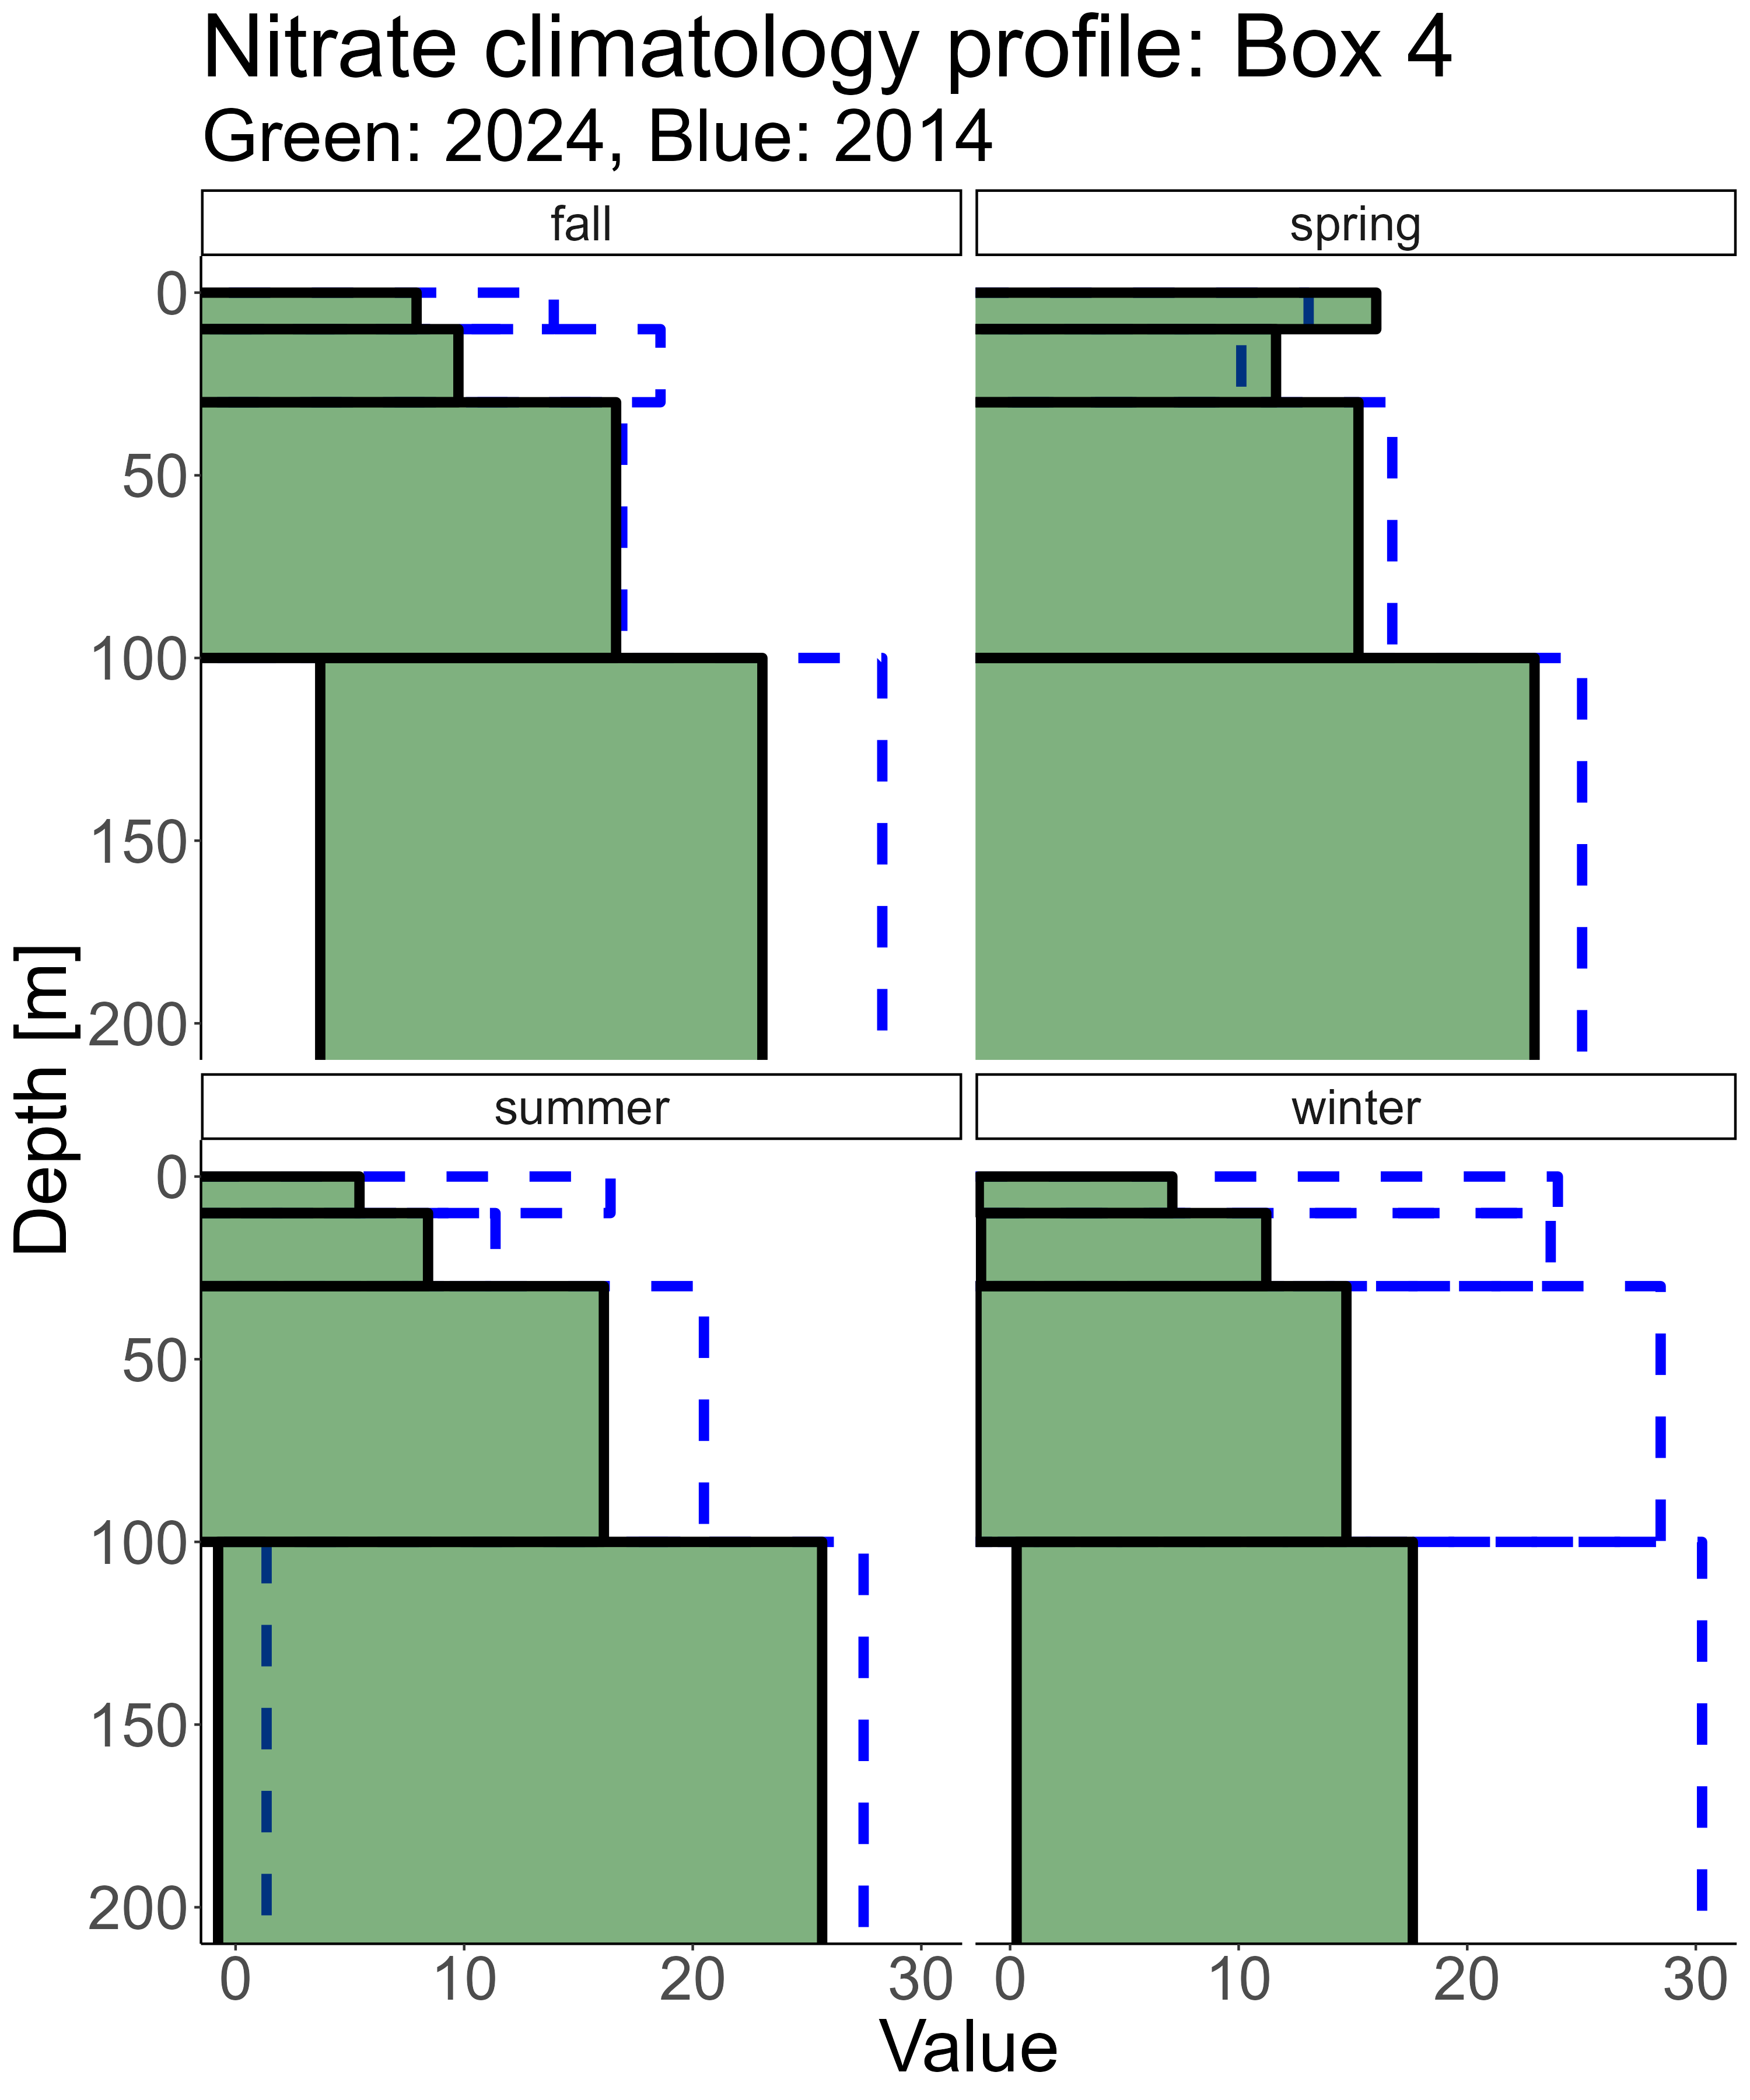 Nitrate climatology profile: Box 4
Green: 2024, Blue: 2014
fall
spring
0
50
100
150
200
summer
winter
0
50
100
150
200
0
10
20
30
0
10
20
30
Depth [m]
Value